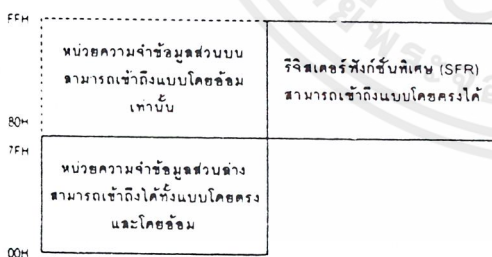 FFH
หน่วยความจำข้อมูลส่วนบน
สามารถเข้าถึงแบบโดยอ้อม
เท่านั้น
80H
รีจิสเตอร์ฟังก์ชั่นพิเศษ (SFR)
สามารถเข้าถึงแบบโดยตรงได้
7FH
หน่วยความจำข้อมูลส่วนล่าง
สามารถเข้าถึงได้ทั้งแบบโดยตรง
และโดยอ้อม
00H